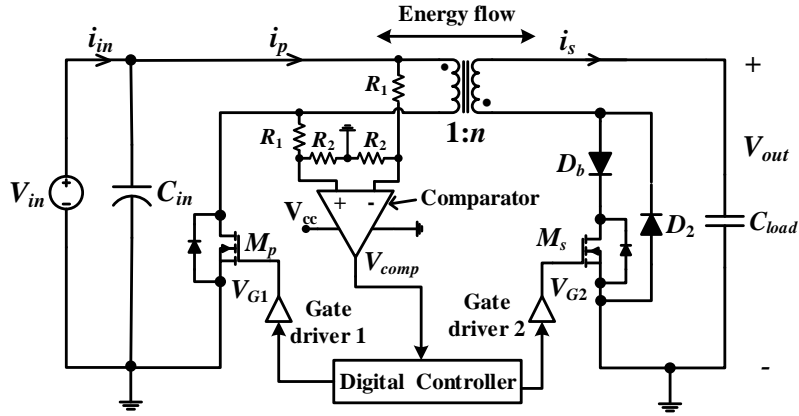 Energy flow
i_in
i_p
i_s
+
R_1
R_1
R_2
R_2
1:n
D_b
V_out
V_in
+
-
C_in
+
-
Comparator
V_cc
M_p
V_comp
M_s
D_2
C_load
V_G1
V_G2
Gate driver 1
Gate driver 2
Digital Controller
-